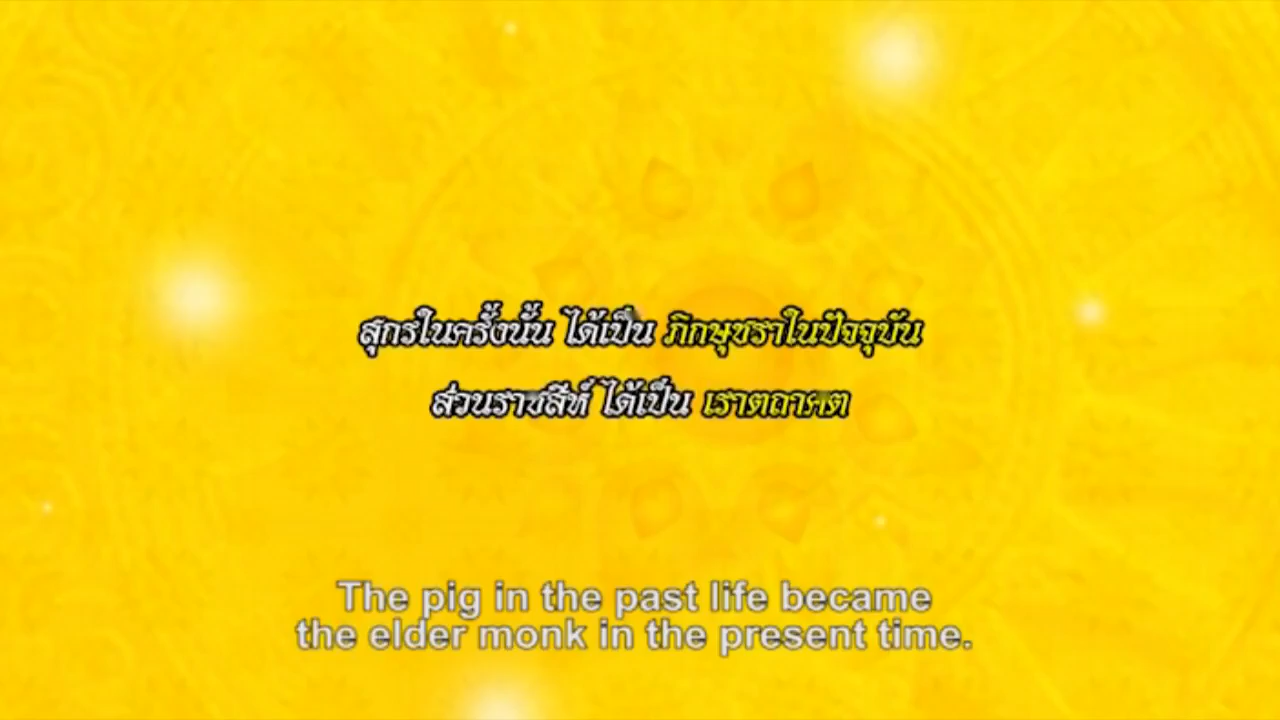 สุกรในครั้งนั้น ได้เป็น ภิกษุชราในปัจจุบัน
ส่วนราชสีห์ ได้เป็น เราตถาคต
The pig in the past life became
the elder monk in the present time.